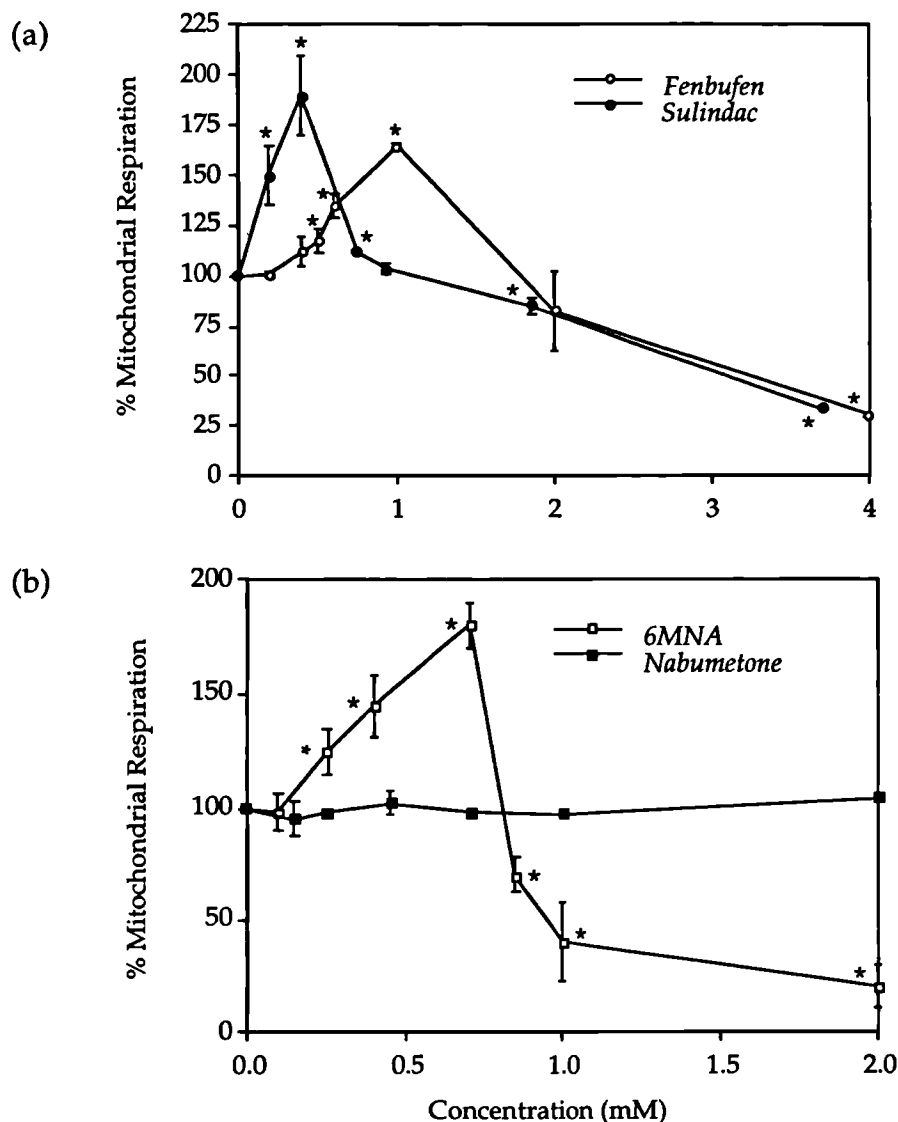 (a)
225
200
175
150
125
100
75
50
25
0
% Mitochondrial Respiration
* * * * * * * * *
Fenbufen
Sulindac
0 1 2 3 4
(b)
200
150
100
50
0
% Mitochondrial Respiration
* * * * * *
6MNA
Nabumetone
0.0 0.5 1.0 1.5 2.0
Concentration (mM)